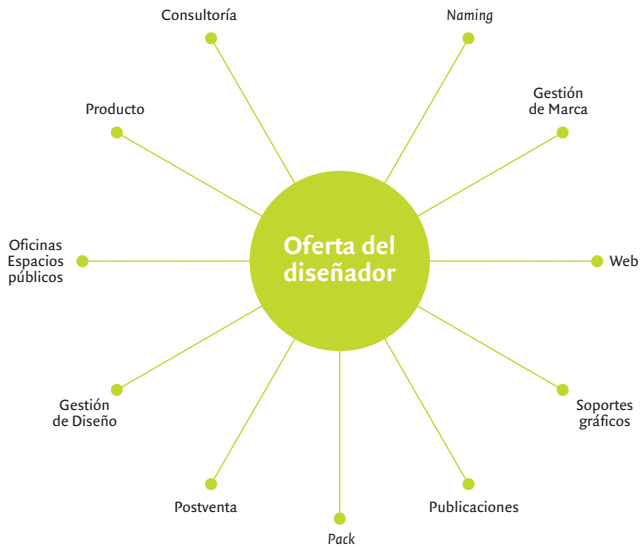 Consultoría
Naming
Producto
Gestión
de Marca
Oferta del
diseñador
Oficinas
Espacios
públicos
Web
Gestión
de Diseño
Soportes
gráficos
Postventa
Publicaciones
Pack